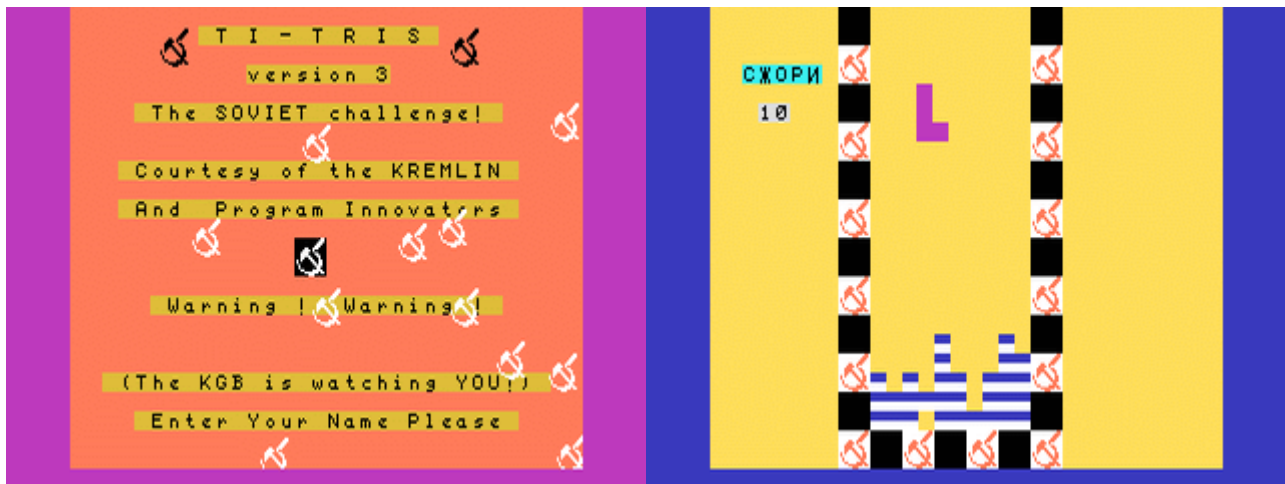 T I - T R I S
version 3
The SOVIET challenge!
Courtesy of the KREMLIN
And Program Innovators
Warning ! Warning !
(The KGB is watching YOU!)
Enter Your Name Please
СЖОРИ
10